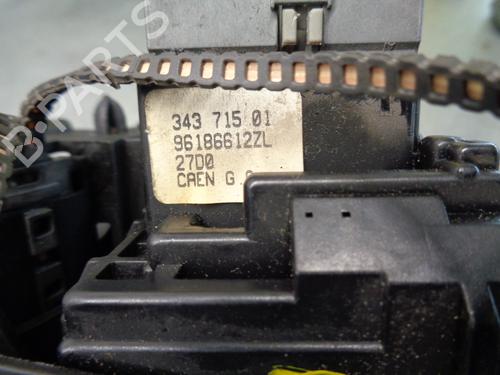 343 715 01
96186612ZL
27D0
CAEN G.
B-PARTS